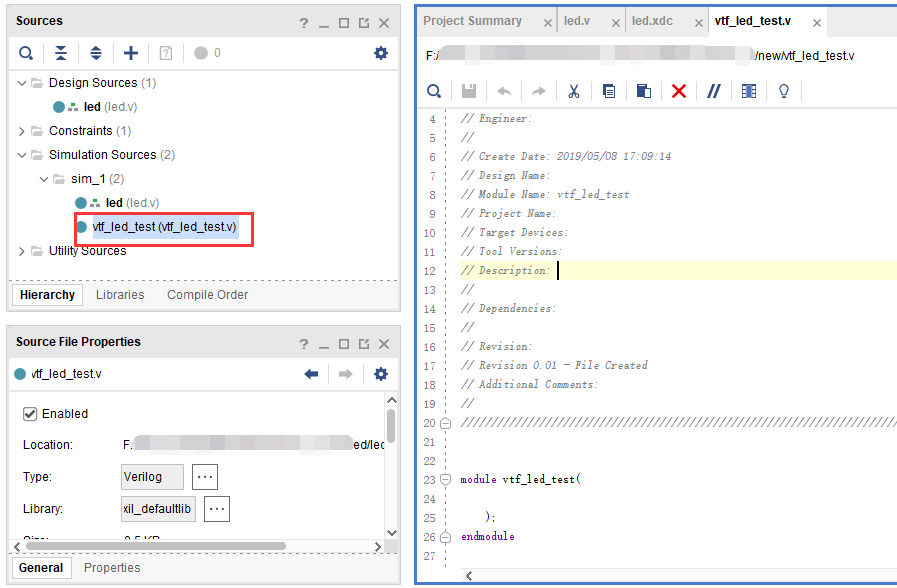 Sources
? _
0
Design Sources (1)
led (led.v)
Constraints (1)
Simulation Sources (2)
sim_1 (2)
led (led.v)
vtf_led_test (vtf_led_test.v)
Utility Sources
Hierarchy Libraries Compile Order
Source File Properties
? _
vtf_led_test.v
Enabled
Location: F: ed/lec
Type: Verilog ...
Library: xil_defaultlib ...
Size: 0.5 KB
General Properties
Project Summary × led.v × led.xdc × vtf_led_test.v ×
F:/ /new/vtf_led_test.v
4 // Engineer:
5 //
6 // Create Date: 2019/05/08 17:09:14
7 // Design Name:
8 // Module Name: vtf_led_test
9 // Project Name:
10 // Target Devices:
11 // Tool Versions:
12 // Description:
13 //
14 // Dependencies:
15 //
16 // Revision:
17 // Revision 0.01 - File Created
18 // Additional Comments:
19 //
20 //////////////////////////////////////////////////////////////////////////////////
21
22
23 module vtf_led_test(
24
25 );
26 endmodule
27